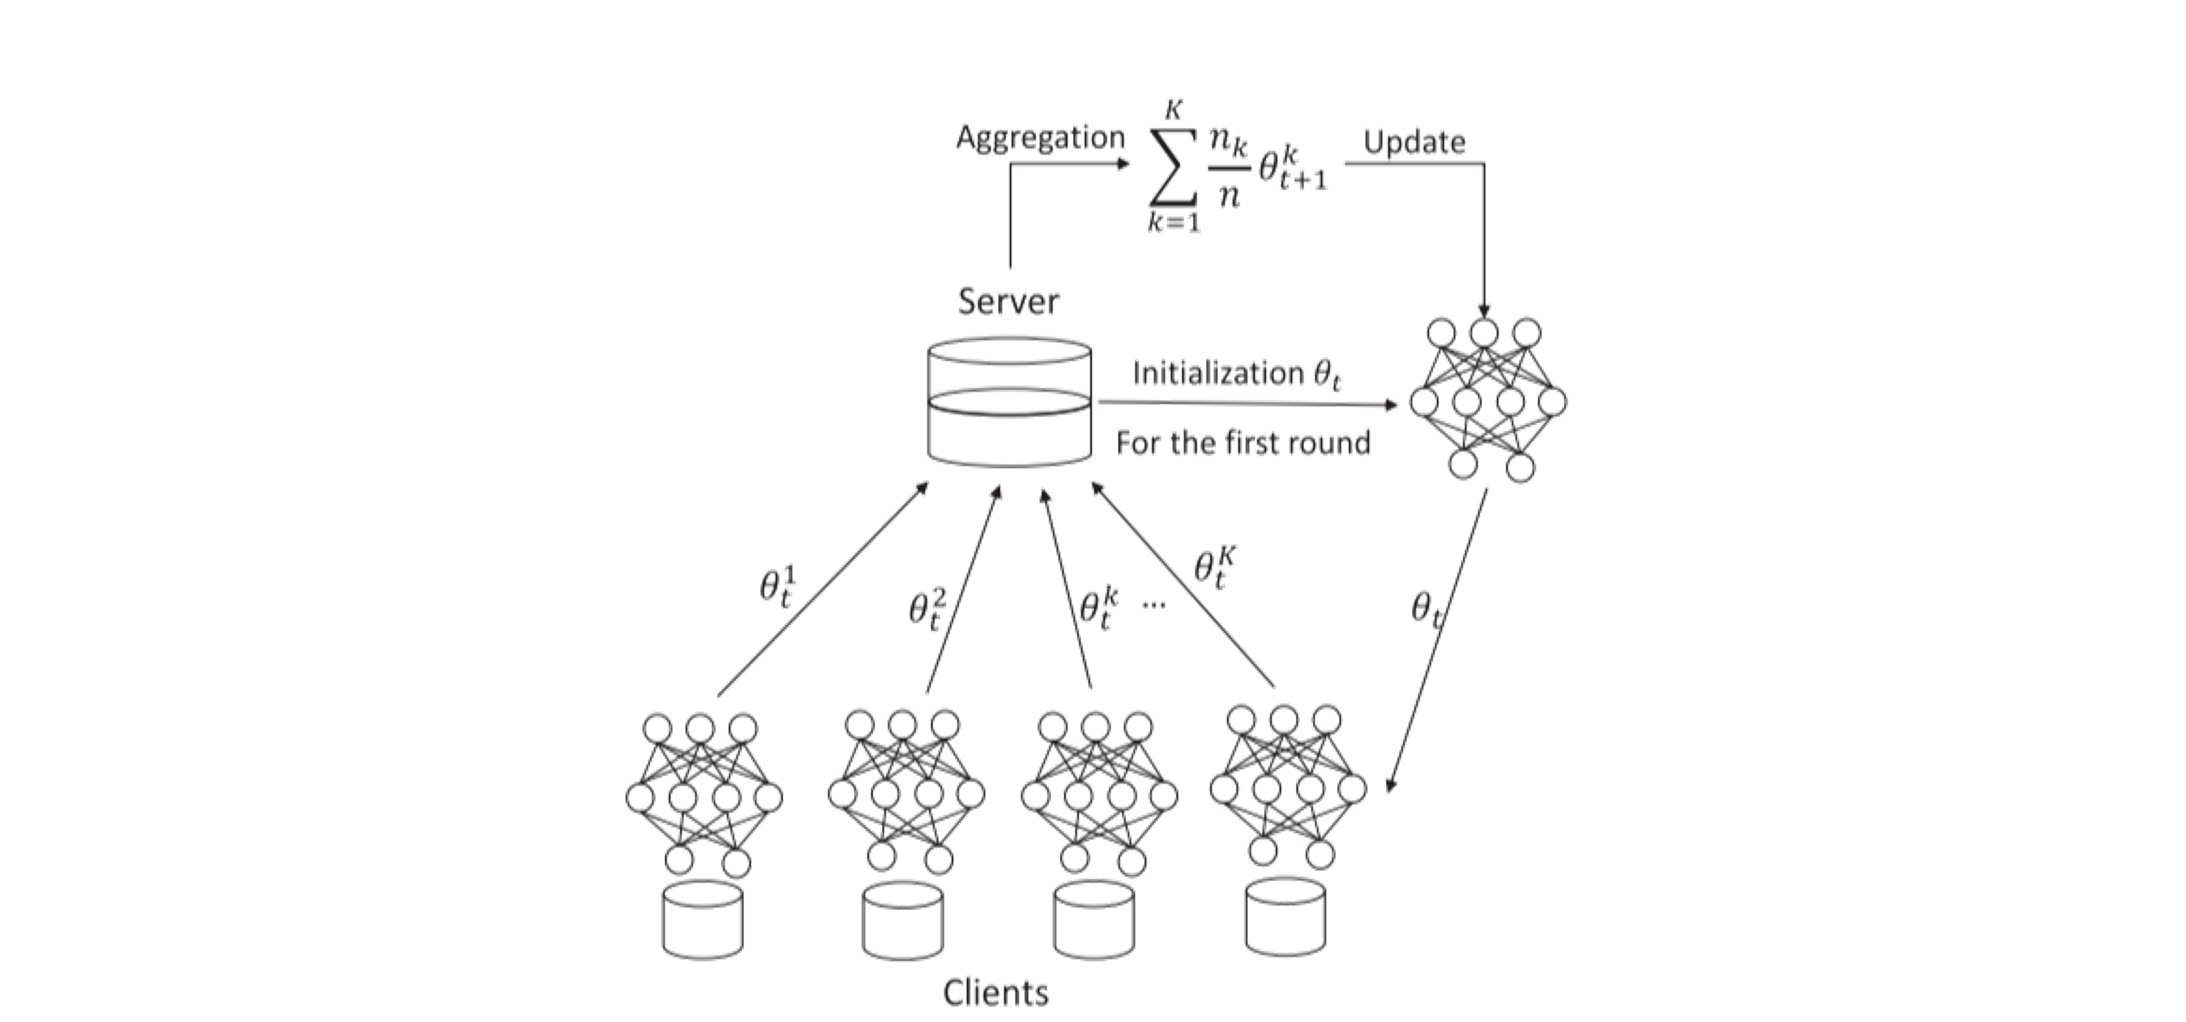 Aggregation
$\sum_{k=1}^{K} \frac{n_k}{n} \theta_{t+1}^{k}$
Update
Server
Initialization $\theta_t$
For the first round
$\theta_t^1$
$\theta_t^2$
$\theta_t^k$ ...
$\theta_t^K$
$\theta_t$
Clients